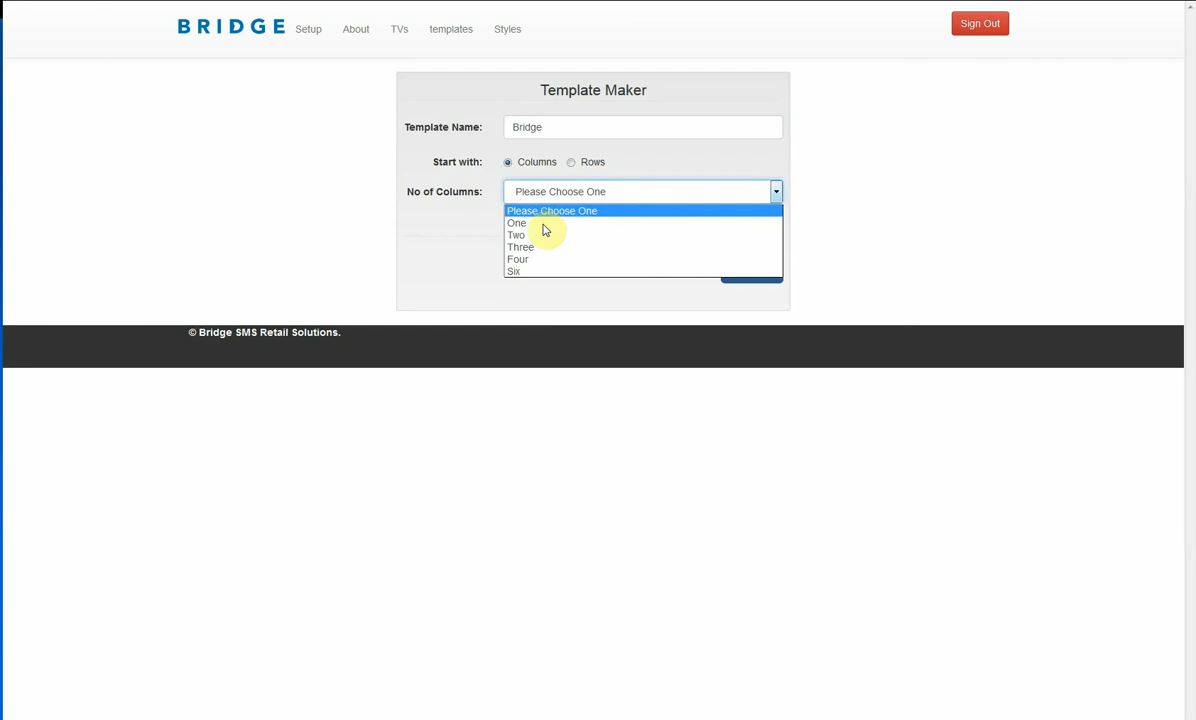 BRIDGE Setup About TVs templates Styles Sign Out
Template Maker
Template Name: Bridge
Start with: Columns Rows
No of Columns: Please Choose One
Please Choose One
One
Two
Three
Four
Six
© Bridge SMS Retail Solutions.